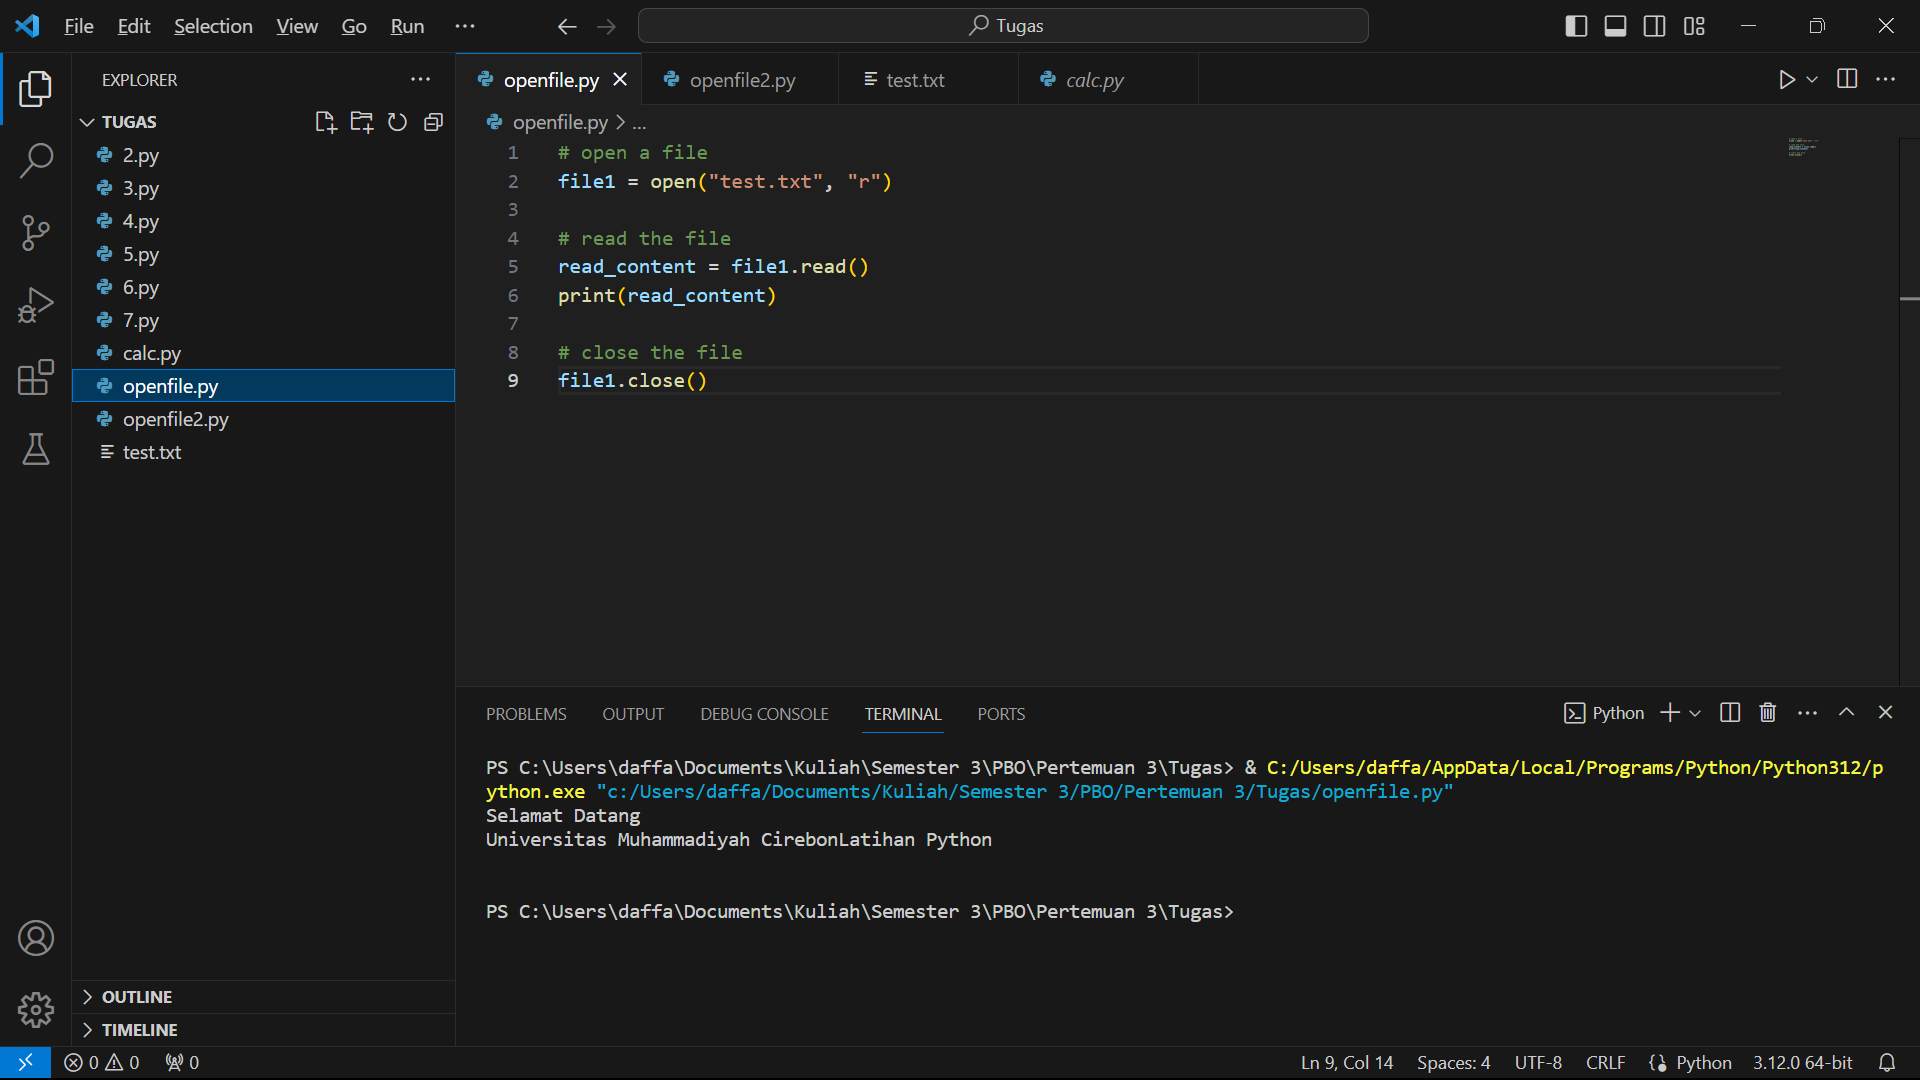 File Edit Selection View Go Run ··· Tugas
EXPLORER ···
TUGAS
2.py
3.py
4.py
5.py
6.py
7.py
calc.py
openfile.py
openfile2.py
test.txt
OUTLINE
TIMELINE
openfile.py openfile2.py test.txt calc.py
openfile.py > ...
1 # open a file
2 file1 = open("test.txt", "r")
3
4 # read the file
5 read_content = file1.read()
6 print(read_content)
7
8 # close the file
9 file1.close()
PROBLEMS OUTPUT DEBUG CONSOLE TERMINAL PORTS Python
PS C:\Users\daffa\Documents\Kuliah\Semester 3\PBO\Pertemuan 3\Tugas> & C:/Users/daffa/AppData/Local/Programs/Python/Python312/p
ython.exe "c:/Users/daffa/Documents/Kuliah/Semester 3/PBO/Pertemuan 3/Tugas/openfile.py"
Selamat Datang
Universitas Muhammadiyah CirebonLatihan Python
PS C:\Users\daffa\Documents\Kuliah\Semester 3\PBO\Pertemuan 3\Tugas>
0 0 0 Ln 9, Col 14 Spaces: 4 UTF-8 CRLF Python 3.12.0 64-bit